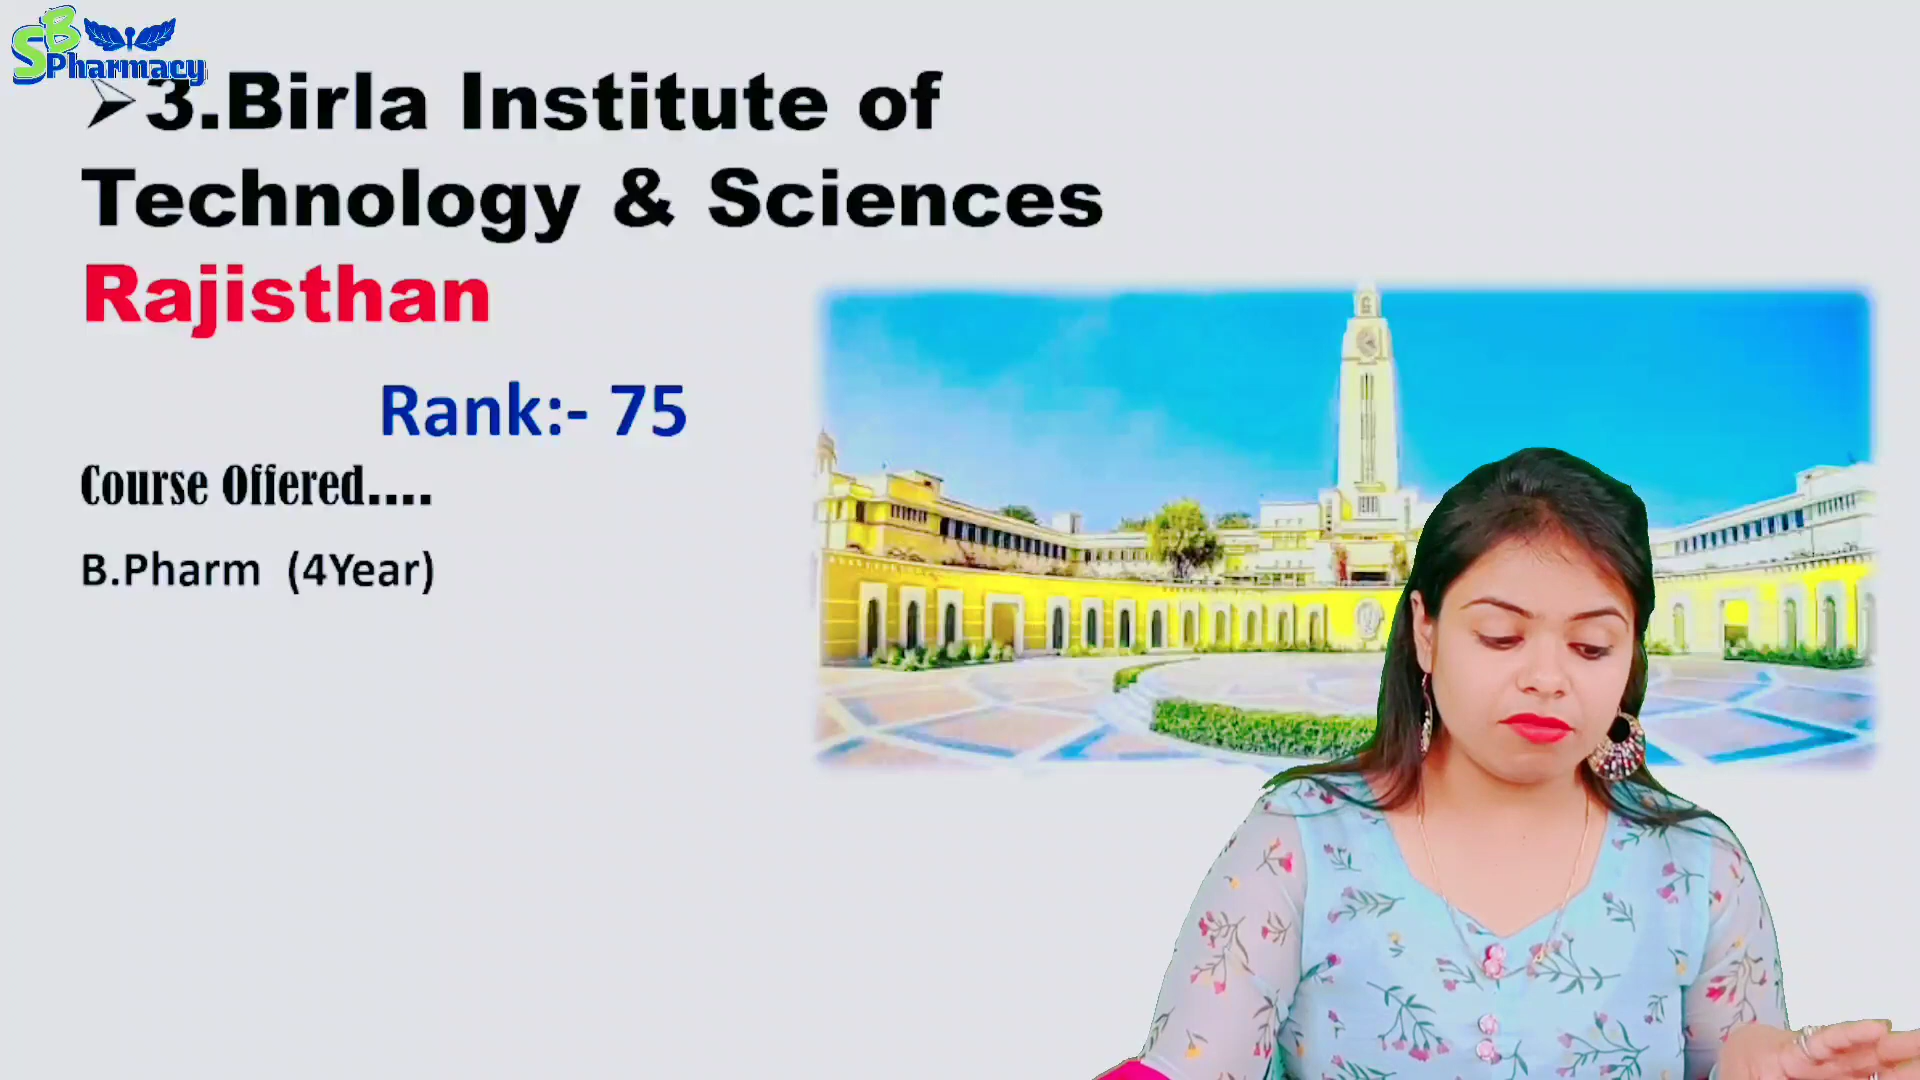 SB
Pharmacy
3.Birla Institute of
Technology & Sciences
Rajisthan
Rank:- 75
Course Offered....
B.Pharm (4Year)